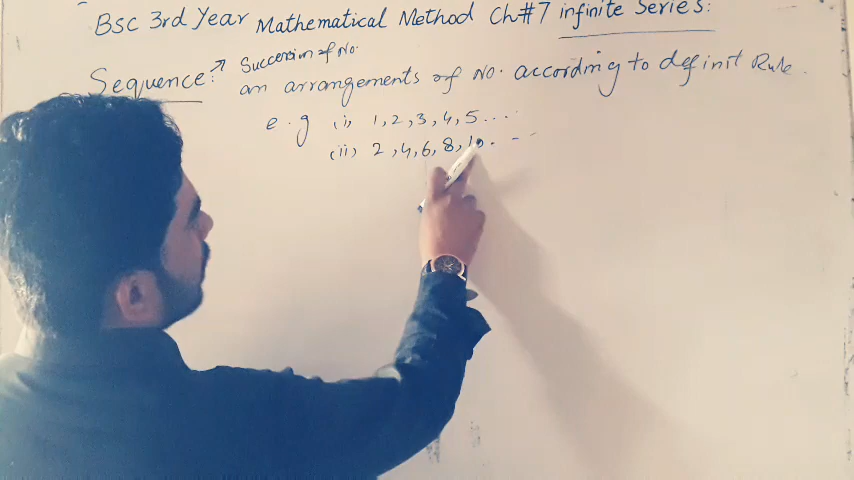 Bsc 3rd Year Mathematical Method Ch#7 infinite Series:
Succession of No.
Sequence: an arrangements of No. according to definit Rule.
e.g (i) 1,2,3,4,5....
(ii) 2,4,6,8,10. --